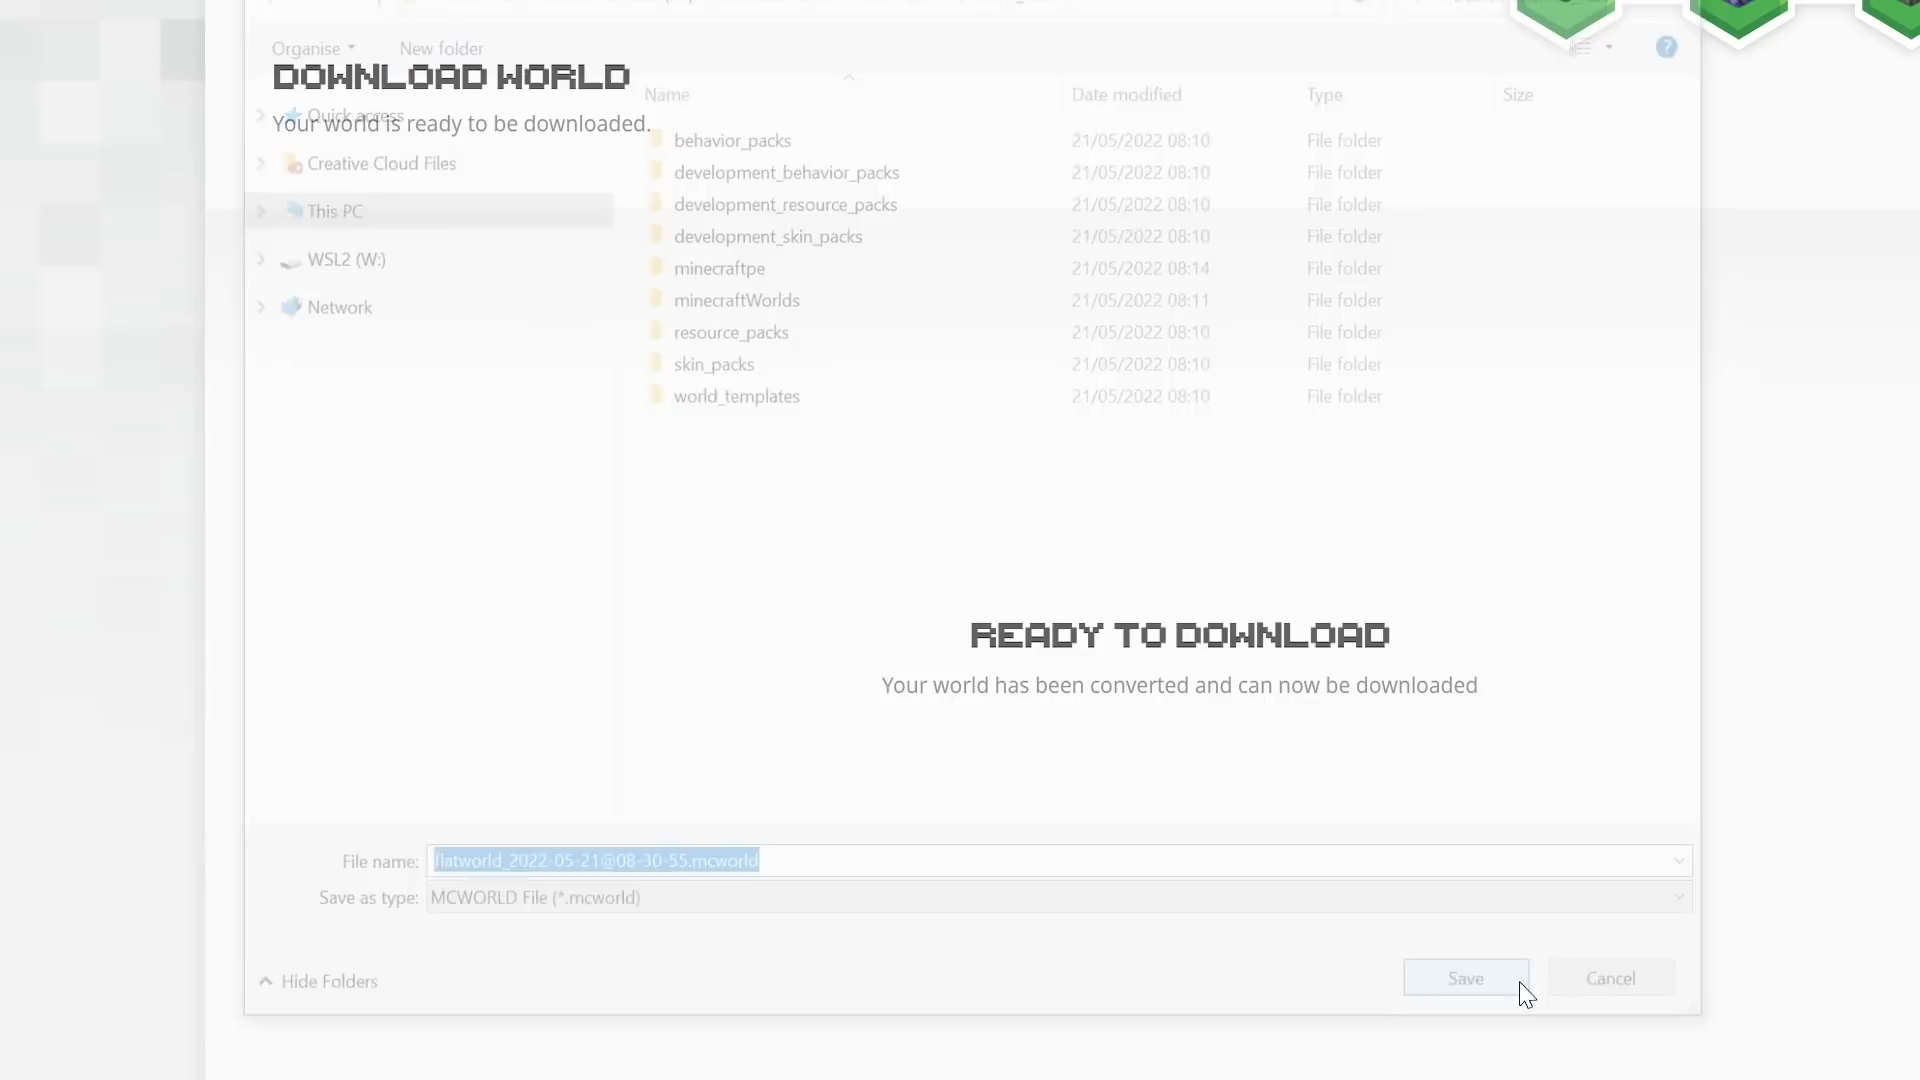 Organise New folder
DOWNLOAD WORLD
Name Date modified Type Size
Quick access
Your world is ready to be downloaded.
behavior_packs 21/05/2022 08:10 File folder
Creative Cloud Files
development_behavior_packs 21/05/2022 08:10 File folder
development_resource_packs 21/05/2022 08:10 File folder
This PC
development_skin_packs 21/05/2022 08:10 File folder
WSL2 (W:)
minecraftpe 21/05/2022 08:14 File folder
minecraftWorlds 21/05/2022 08:11 File folder
Network
resource_packs 21/05/2022 08:10 File folder
skin_packs 21/05/2022 08:10 File folder
world_templates 21/05/2022 08:10 File folder
READY TO DOWNLOAD
Your world has been converted and can now be downloaded
File name: flatworld_2022-05-21@08-30-55.mcworld
Save as type: MCWORLD File (*.mcworld)
Hide Folders
Save Cancel